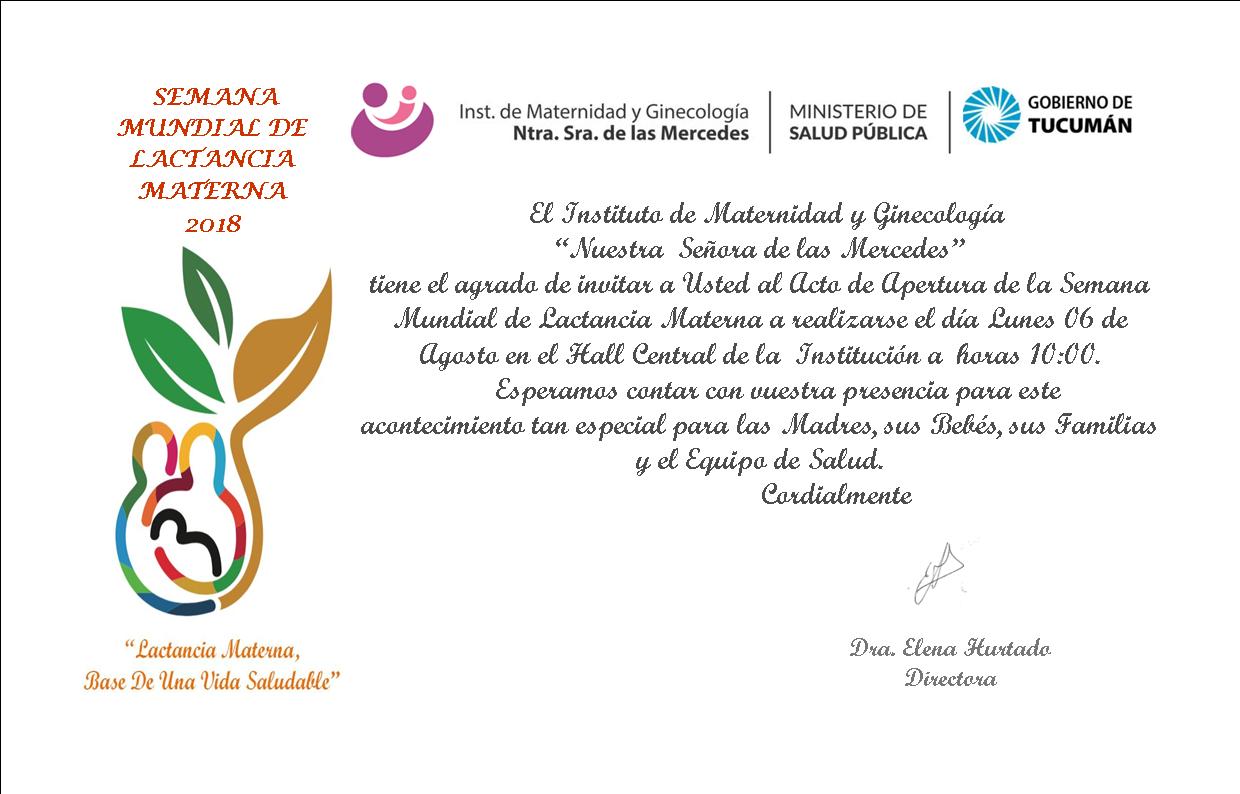 SEMANA
MUNDIAL DE
LACTANCIA
MATERNA
2018
Inst. de Maternidad y Ginecología
Ntra. Sra. de las Mercedes
MINISTERIO DE
SALUD PÚBLICA
GOBIERNO DE
TUCUMÁN
El Instituto de Maternidad y Ginecología
“Nuestra Señora de las Mercedes”
tiene el agrado de invitar a Usted al Acto de Apertura de la Semana
Mundial de Lactancia Materna a realizarse el día Lunes 06 de
Agosto en el Hall Central de la Institución a horas 10:00.
Esperamos contar con vuestra presencia para este
acontecimiento tan especial para las Madres, sus Bebés, sus Familias
y el Equipo de Salud.
Cordialmente
Dra. Elena Hurtado
Directora
“Lactancia Materna,
Base De Una Vida Saludable”